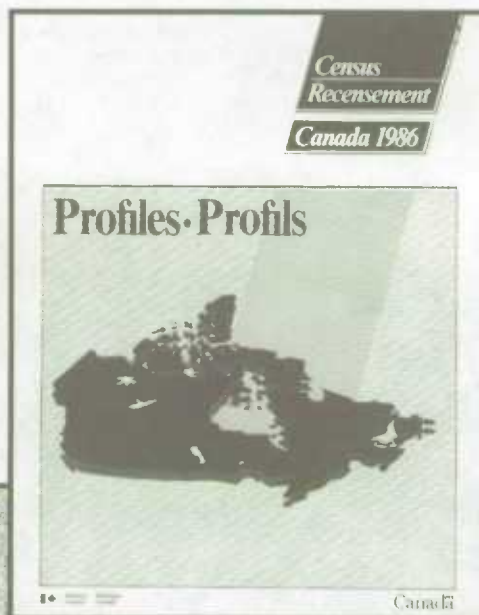 Census
Recensement
Canada 1986
Profiles · Profils
Canada